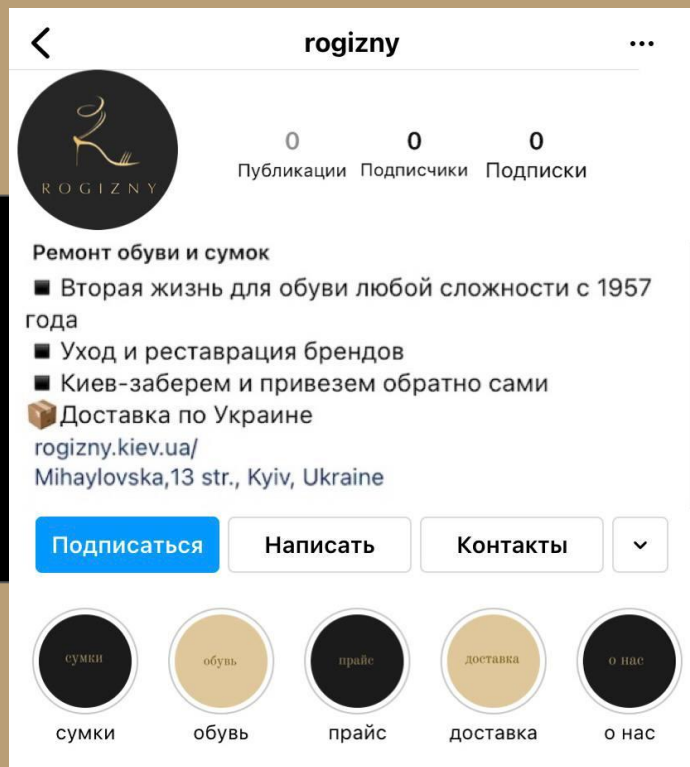 rogizny
ROGIZNY
0 0 0
Публикации Подписчики Подписки
Ремонт обуви и сумок
▪️ Вторая жизнь для обуви любой сложности с 1957
года
▪️ Уход и реставрация брендов
▪️ Киев-заберем и привезем обратно сами
📦Доставка по Украине
rogizny.kiev.ua/
Mihaylovska,13 str., Kyiv, Ukraine
Подписаться Написать Контакты
сумки обувь прайс доставка о нас
сумки обувь прайс доставка о нас